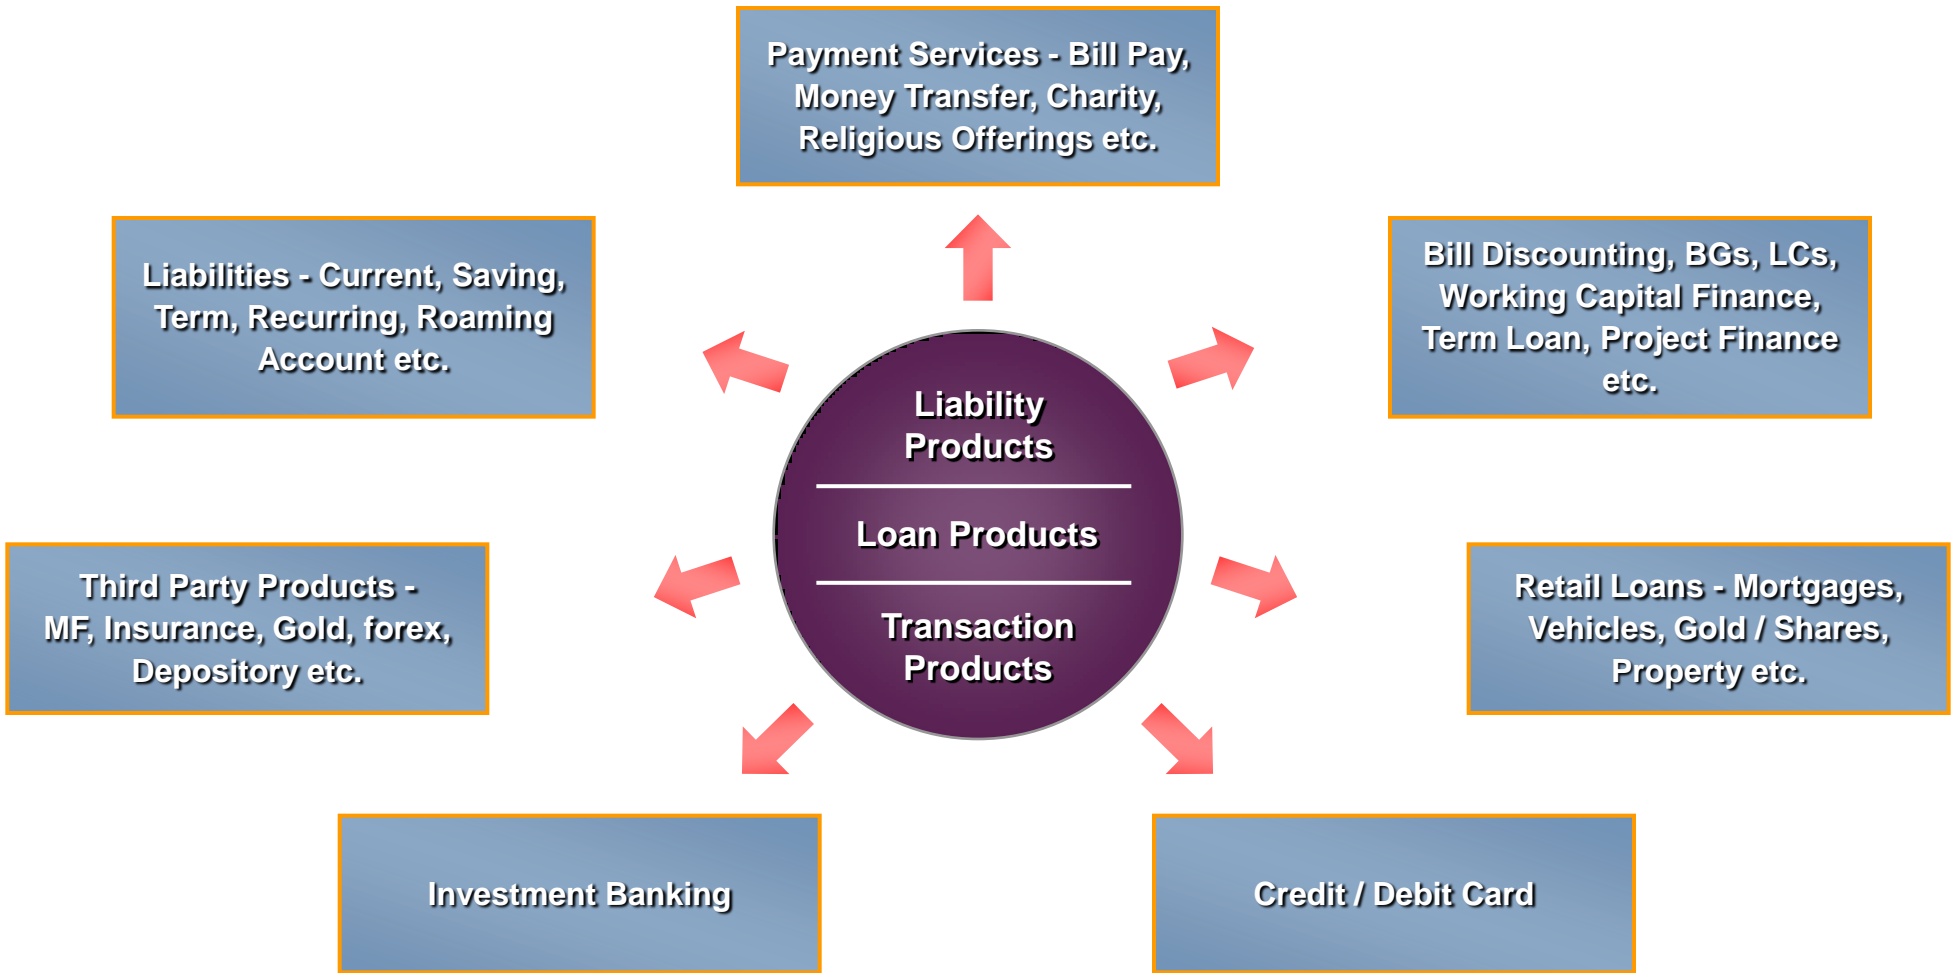 Payment Services - Bill Pay,
Money Transfer, Charity,
Religious Offerings etc.
Liabilities - Current, Saving,
Term, Recurring, Roaming
Account etc.
Bill Discounting, BGs, LCs,
Working Capital Finance,
Term Loan, Project Finance
etc.
Liability
Products
Loan Products
Transaction
Products
Third Party Products -
MF, Insurance, Gold, forex,
Depository etc.
Retail Loans - Mortgages,
Vehicles, Gold / Shares,
Property etc.
Investment Banking
Credit / Debit Card